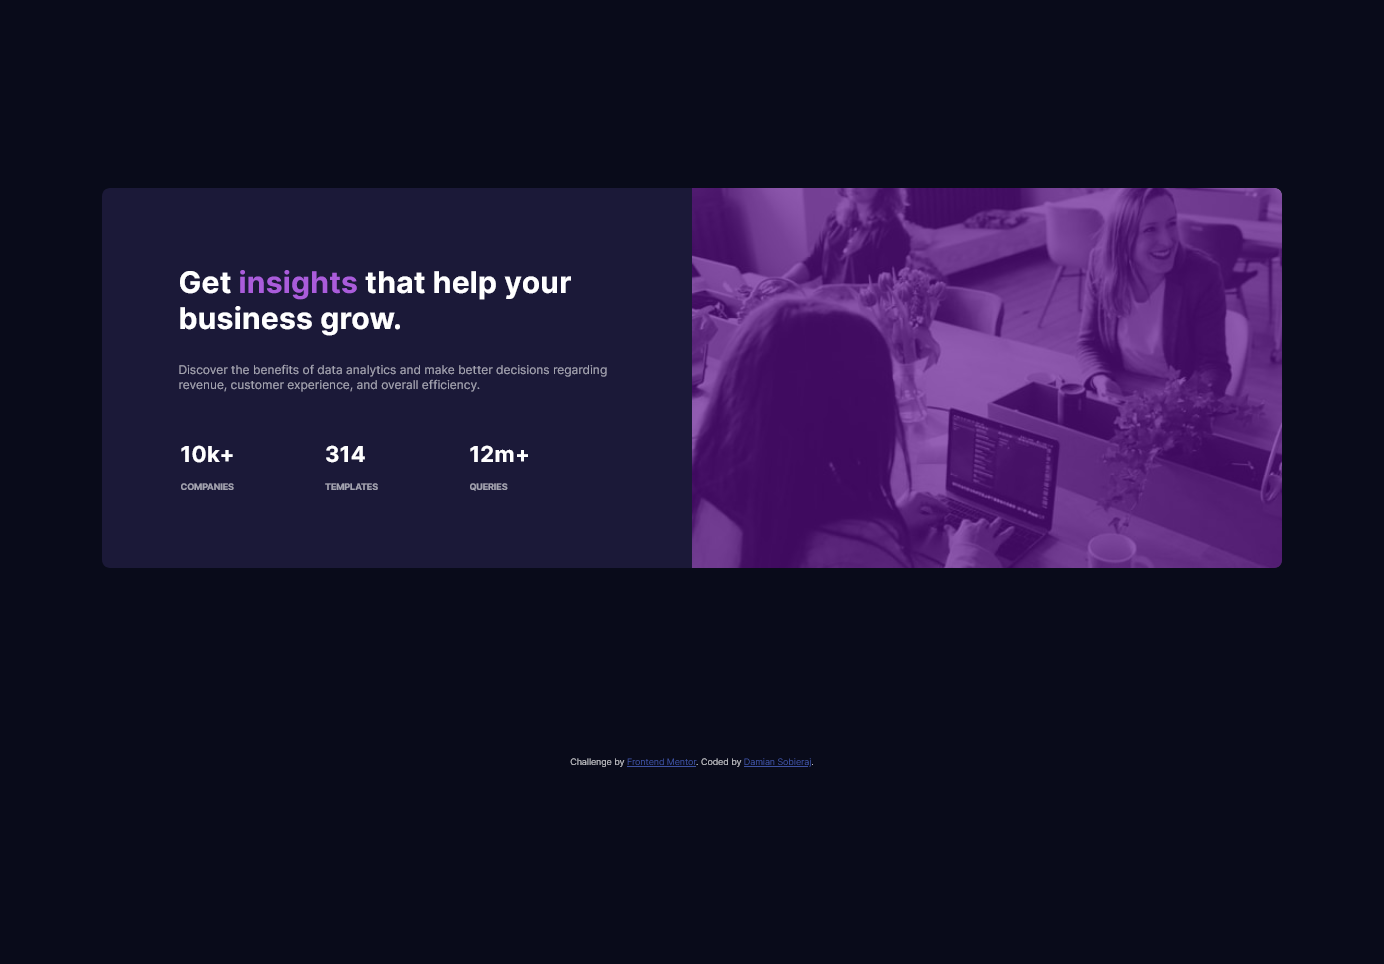 Get insights that help your
business grow.
Discover the benefits of data analytics and make better decisions regarding
revenue, customer experience, and overall efficiency.
10k+ 314 12m+
COMPANIES TEMPLATES QUERIES
Challenge by Frontend Mentor. Coded by Damian Sobieraj.